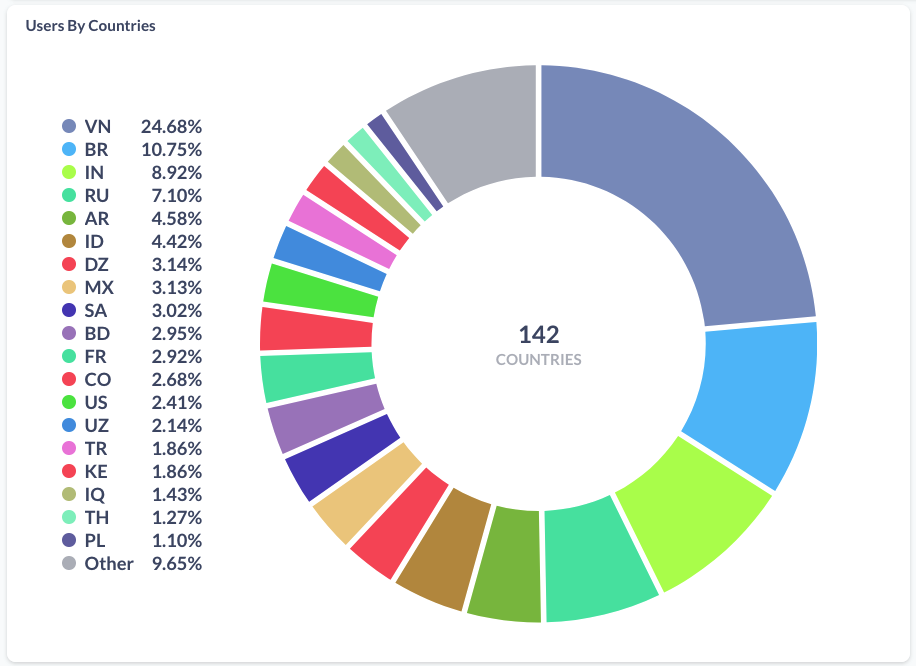 Users By Countries
VN 24.68%
BR 10.75%
IN 8.92%
RU 7.10%
AR 4.58%
ID 4.42%
DZ 3.14%
MX 3.13%
SA 3.02%
BD 2.95%
FR 2.92%
CO 2.68%
US 2.41%
UZ 2.14%
TR 1.86%
KE 1.86%
IQ 1.43%
TH 1.27%
PL 1.10%
Other 9.65%
142
COUNTRIES